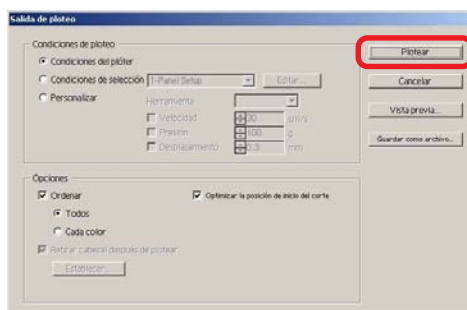 Salida de ploteo
Condiciones de ploteo
Condiciones del plóter
Condiciones de selección 1-Panel Setup Editar...
Personalizar
Herramienta
Velocidad 30 cm/s
Presión 100 g
Desplazamiento 0.3 mm
Plotear
Cancelar
Vista previa...
Guardar como archivo...
Opciones
Ordenar
Todos
Cada color
Optimizar la posición de inicio del corte
Retirar cabezal después de plotear
Establecer...